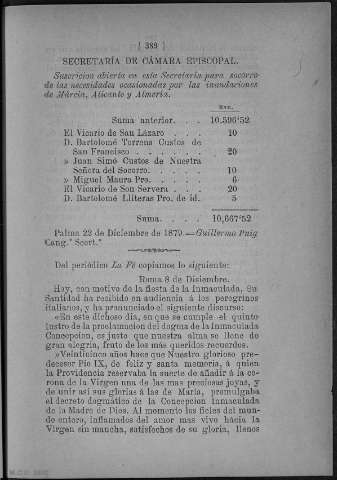 ( 389 )
SECRETARÍA DE CÁMARA EPISCOPAL.
Suscricion abierta en esta Secretaría para socorro
de las necesidades ocasionadas por las inundaciones
de Múrcia, Alicante y Almería.
Suma anterior. . . 10,596'52
El Vicario de San Lázaro . . . 10
D. Bartolomé Torrens Custos de
San Francisco . . . . . . 20
» Juan Simó Custos de Nuestra
Señora del Socorro. . . . . 10
» Miguel Maura Pro. . . . . 6
El Vicario de Son Servera . . . 20
D. Bartolomé Lliteras Pro. de id. . 5
Suma. . . . 10,667'52
Palma 22 de Diciembre de 1879.—Guillermo Puig
Cang.° Scert.°
Del periódico La Fé copiamos lo siguiente:
Roma 8 de Diciembre.
Hoy, con motivo de la fiesta de la Inmaculada, Su
Santidad ha recibido en audiencia á los peregrinos
italianos, y ha pronunciado el siguiente discurso:
«En este dichoso dia, en que se cumple el quinto
lustro de la proclamacion del dogma de la Inmaculada
Concepcion, es justo que nuestra alma se llene de
gran alegría, fruto de los más queridos recuerdos.
»Veinticinco años hace que Nuestro glorioso pre-
decesor Pío IX, de feliz y santa memoria, á quien
la Providencia reservaba la suerte de añadir á la co-
rona de la Vírgen una de las mas preciosas joyas, y
de unir así sus glorias á las de María, promulgaba
el decreto dogmático de la Concepcion Inmaculada
de la Madre de Dios. Al momento los fieles del mun-
do entero, inflamados del amor mas vivo hácia la
Vírgen sin mancha, satisfechos de su gloria, llenos